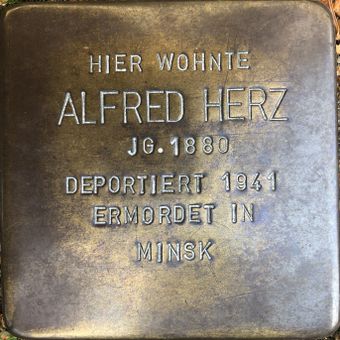 HIER WOHNTE
ALFRED HERZ
JG.1880
DEPORTIERT 1941
ERMORDET IN
MINSK